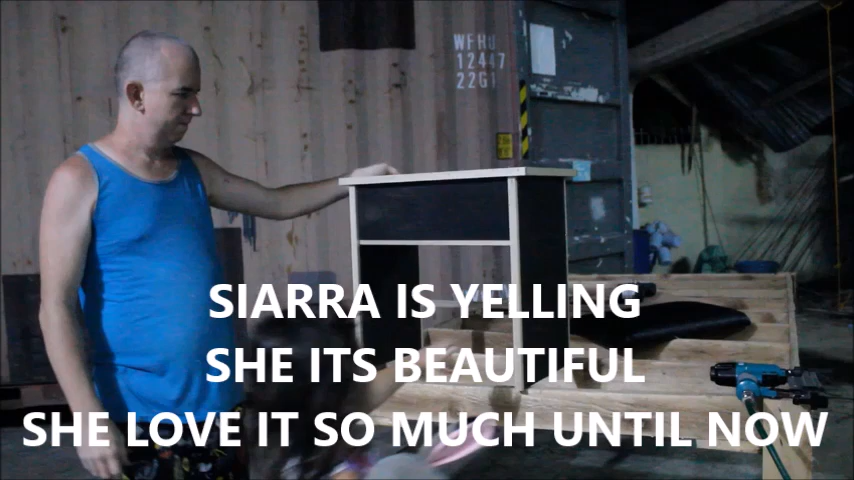 WFHU
12447
22G1
SIARRA IS YELLING
SHE ITS BEAUTIFUL
SHE LOVE IT SO MUCH UNTIL NOW